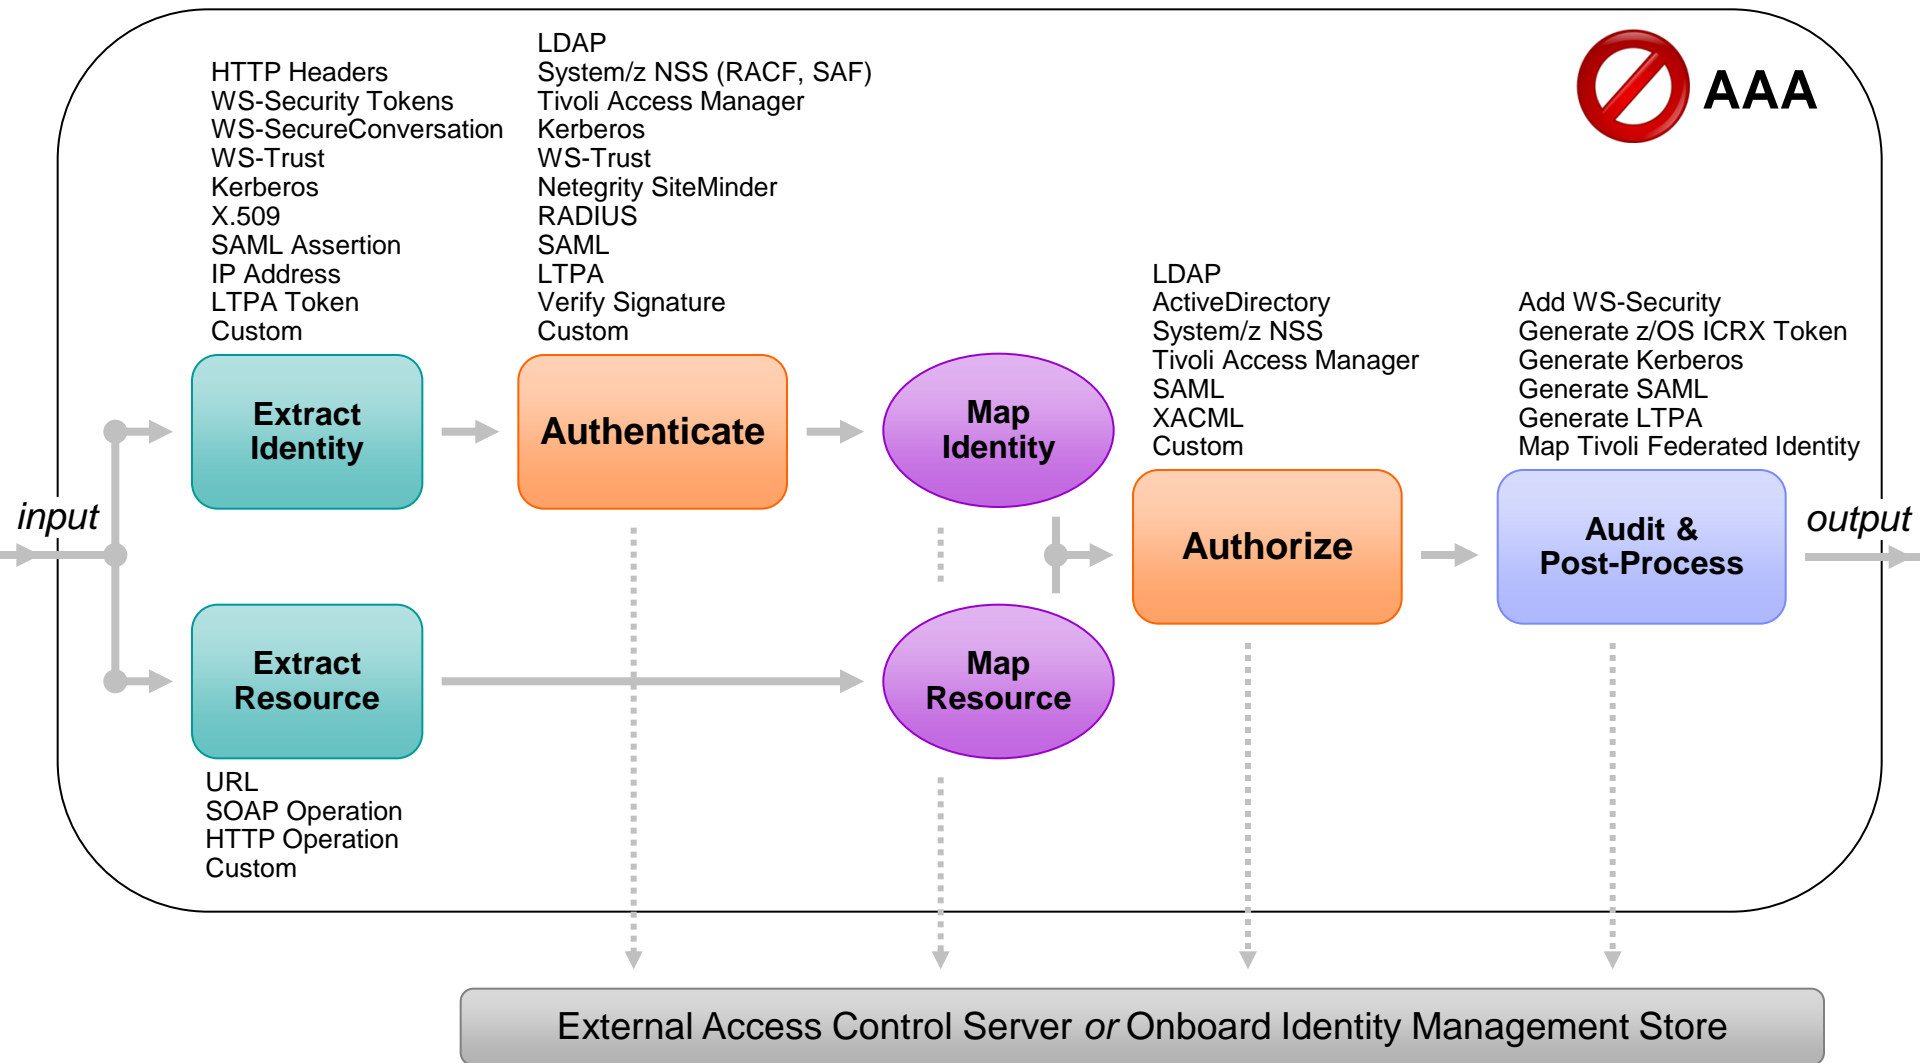 AAA
HTTP Headers
WS-Security Tokens
WS-SecureConversation
WS-Trust
Kerberos
X.509
SAML Assertion
IP Address
LTPA Token
Custom
LDAP
System/z NSS (RACF, SAF)
Tivoli Access Manager
Kerberos
WS-Trust
Netegrity SiteMinder
RADIUS
SAML
LTPA
Verify Signature
Custom
LDAP
ActiveDirectory
System/z NSS
Tivoli Access Manager
SAML
XACML
Custom
Add WS-Security
Generate z/OS ICRX Token
Generate Kerberos
Generate SAML
Generate LTPA
Map Tivoli Federated Identity
input
Extract
Identity
Authenticate
Map
Identity
Authorize
Audit &
Post-Process
output
Extract
Resource
Map
Resource
URL
SOAP Operation
HTTP Operation
Custom
External Access Control Server or Onboard Identity Management Store